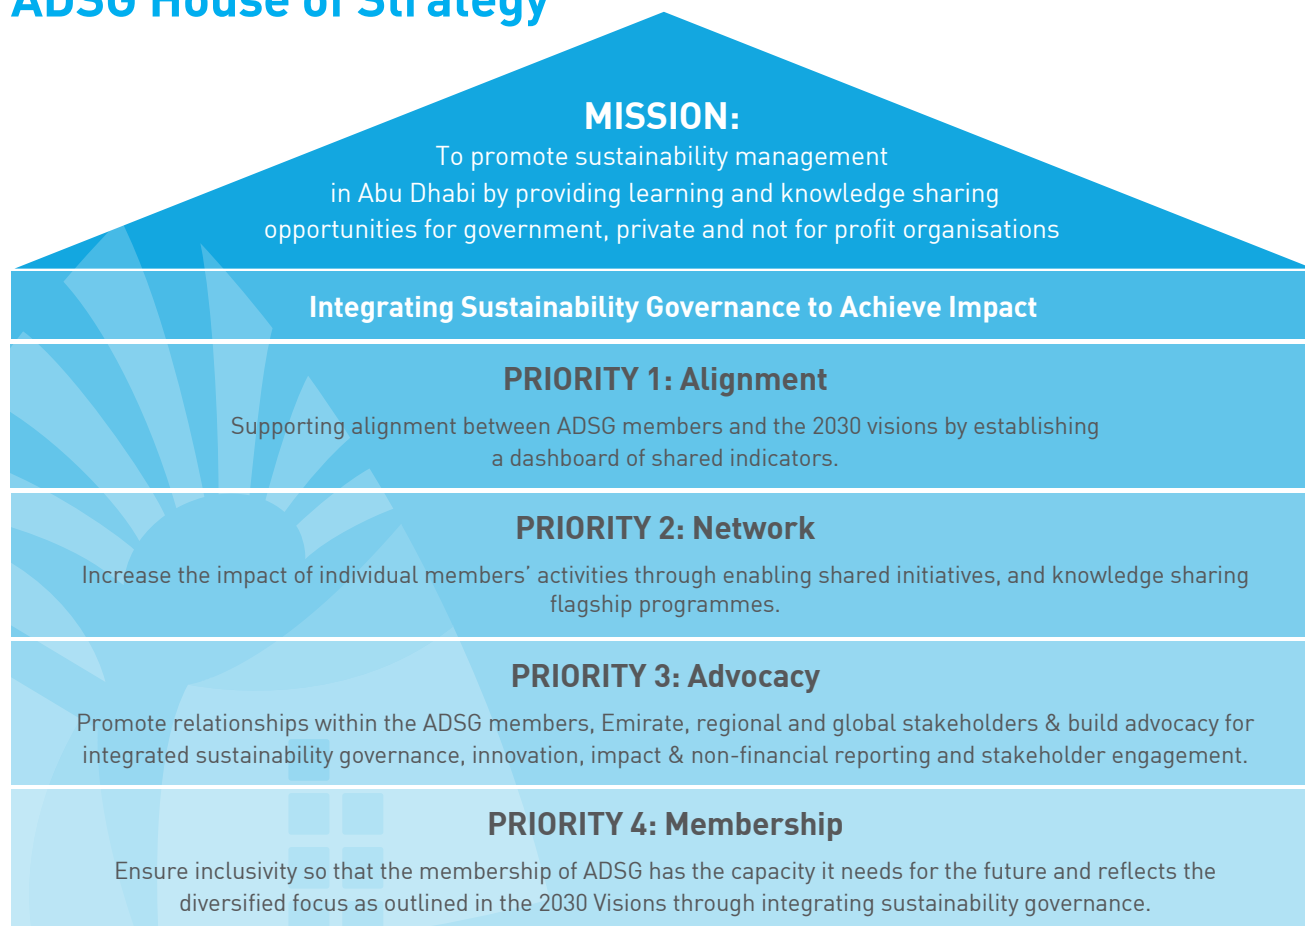 ADSG House of Strategy
MISSION:
To promote sustainability management
in Abu Dhabi by providing learning and knowledge sharing
opportunities for government, private and not for profit organisations
Integrating Sustainability Governance to Achieve Impact
PRIORITY 1: Alignment
Supporting alignment between ADSG members and the 2030 visions by establishing
a dashboard of shared indicators.
PRIORITY 2: Network
Increase the impact of individual members’ activities through enabling shared initiatives, and knowledge sharing
flagship programmes.
PRIORITY 3: Advocacy
Promote relationships within the ADSG members, Emirate, regional and global stakeholders & build advocacy for
integrated sustainability governance, innovation, impact & non-financial reporting and stakeholder engagement.
PRIORITY 4: Membership
Ensure inclusivity so that the membership of ADSG has the capacity it needs for the future and reflects the
diversified focus as outlined in the 2030 Visions through integrating sustainability governance.